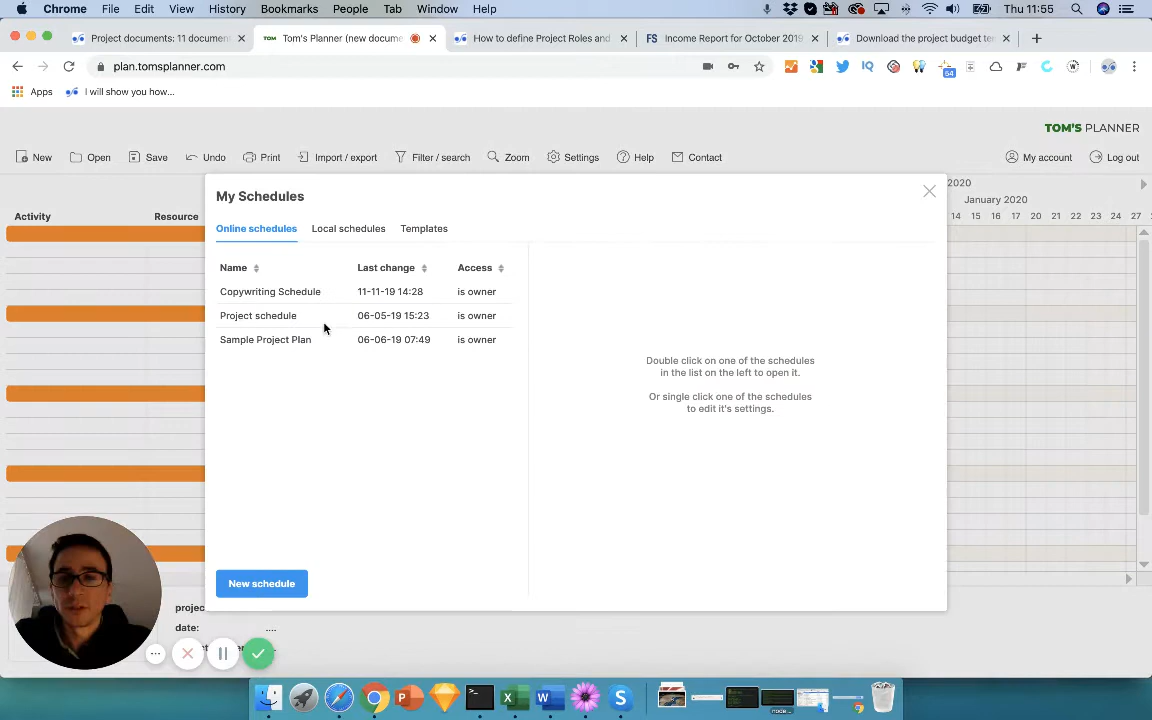 Chrome File Edit View History Bookmarks People Tab Window Help Thu 11:55
Project documents: 11 document
Tom's Planner (new docume
How to define Project Roles and
FS Income Report for October 2019
Download the project budget te
plan.tomsplanner.com
54
Apps I will show you how...
TOM'S PLANNER
New Open Save Undo Print Import / export Filter / search Zoom Settings Help Contact My account Log out
2020
January 2020
Activity Resource
14 15 16 17 20 21 22 23 24 27
My Schedules
Online schedules Local schedules Templates
Name Last change Access
Copywriting Schedule 11-11-19 14:28 is owner
Project schedule 06-05-19 15:23 is owner
Sample Project Plan 06-06-19 07:49 is owner
Double click on one of the schedules
in the list on the left to open it.
Or single click one of the schedules
to edit it's settings.
New schedule
projec
date: ....